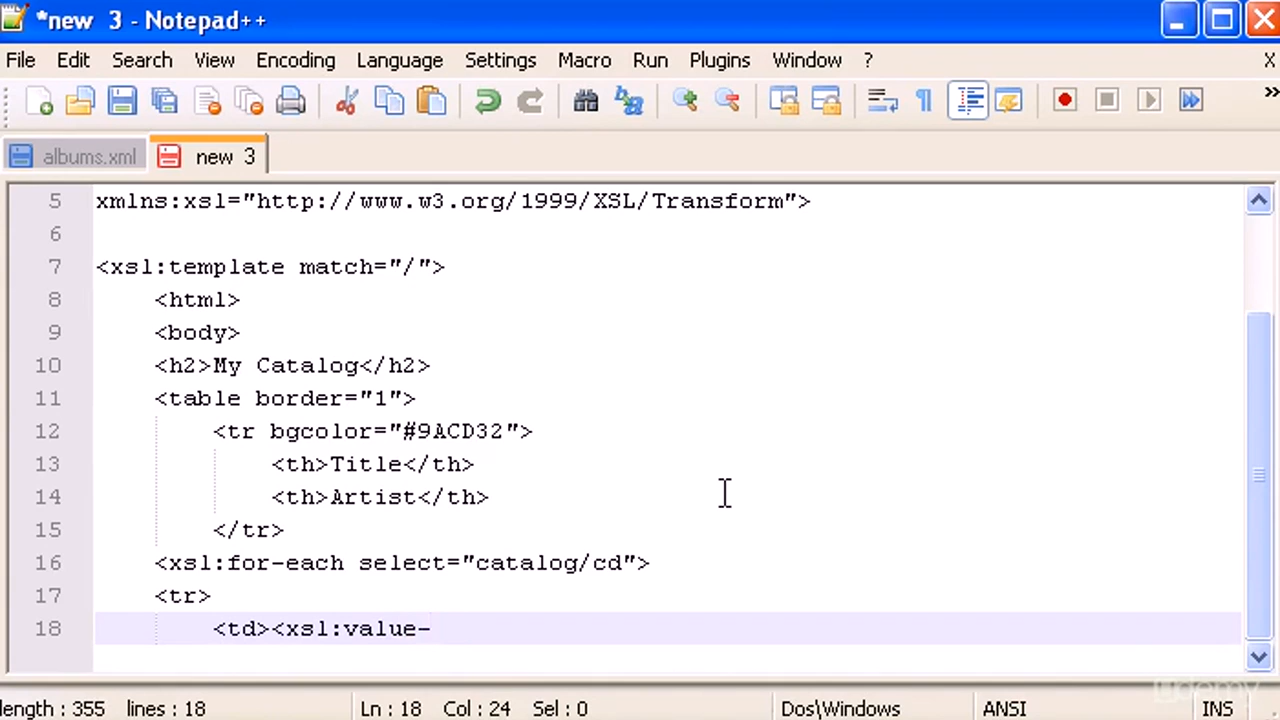 *new 3 - Notepad++
File Edit Search View Encoding Language Settings Macro Run Plugins Window ? X
albums.xml new 3
5 xmlns:xsl="http://www.w3.org/1999/XSL/Transform">
6
7 <xsl:template match="/">
8 <html>
9 <body>
10 <h2>My Catalog</h2>
11 <table border="1">
12 <tr bgcolor="#9ACD32">
13 <th>Title</th>
14 <th>Artist</th>
15 </tr>
16 <xsl:for-each select="catalog/cd">
17 <tr>
18 <td><xsl:value-
udemy
length : 355 lines : 18 Ln : 18 Col : 24 Sel : 0 Dos\Windows ANSI INS